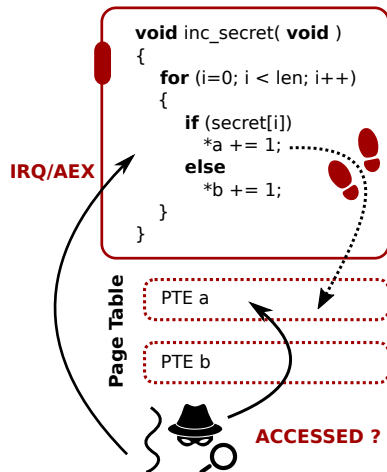 void inc_secret( void )
{
for (i=0; i < len; i++)
{
if (secret[i])
*a += 1;
else
*b += 1;
}
}
IRQ/AEX
Page Table
PTE a
PTE b
ACCESSED ?